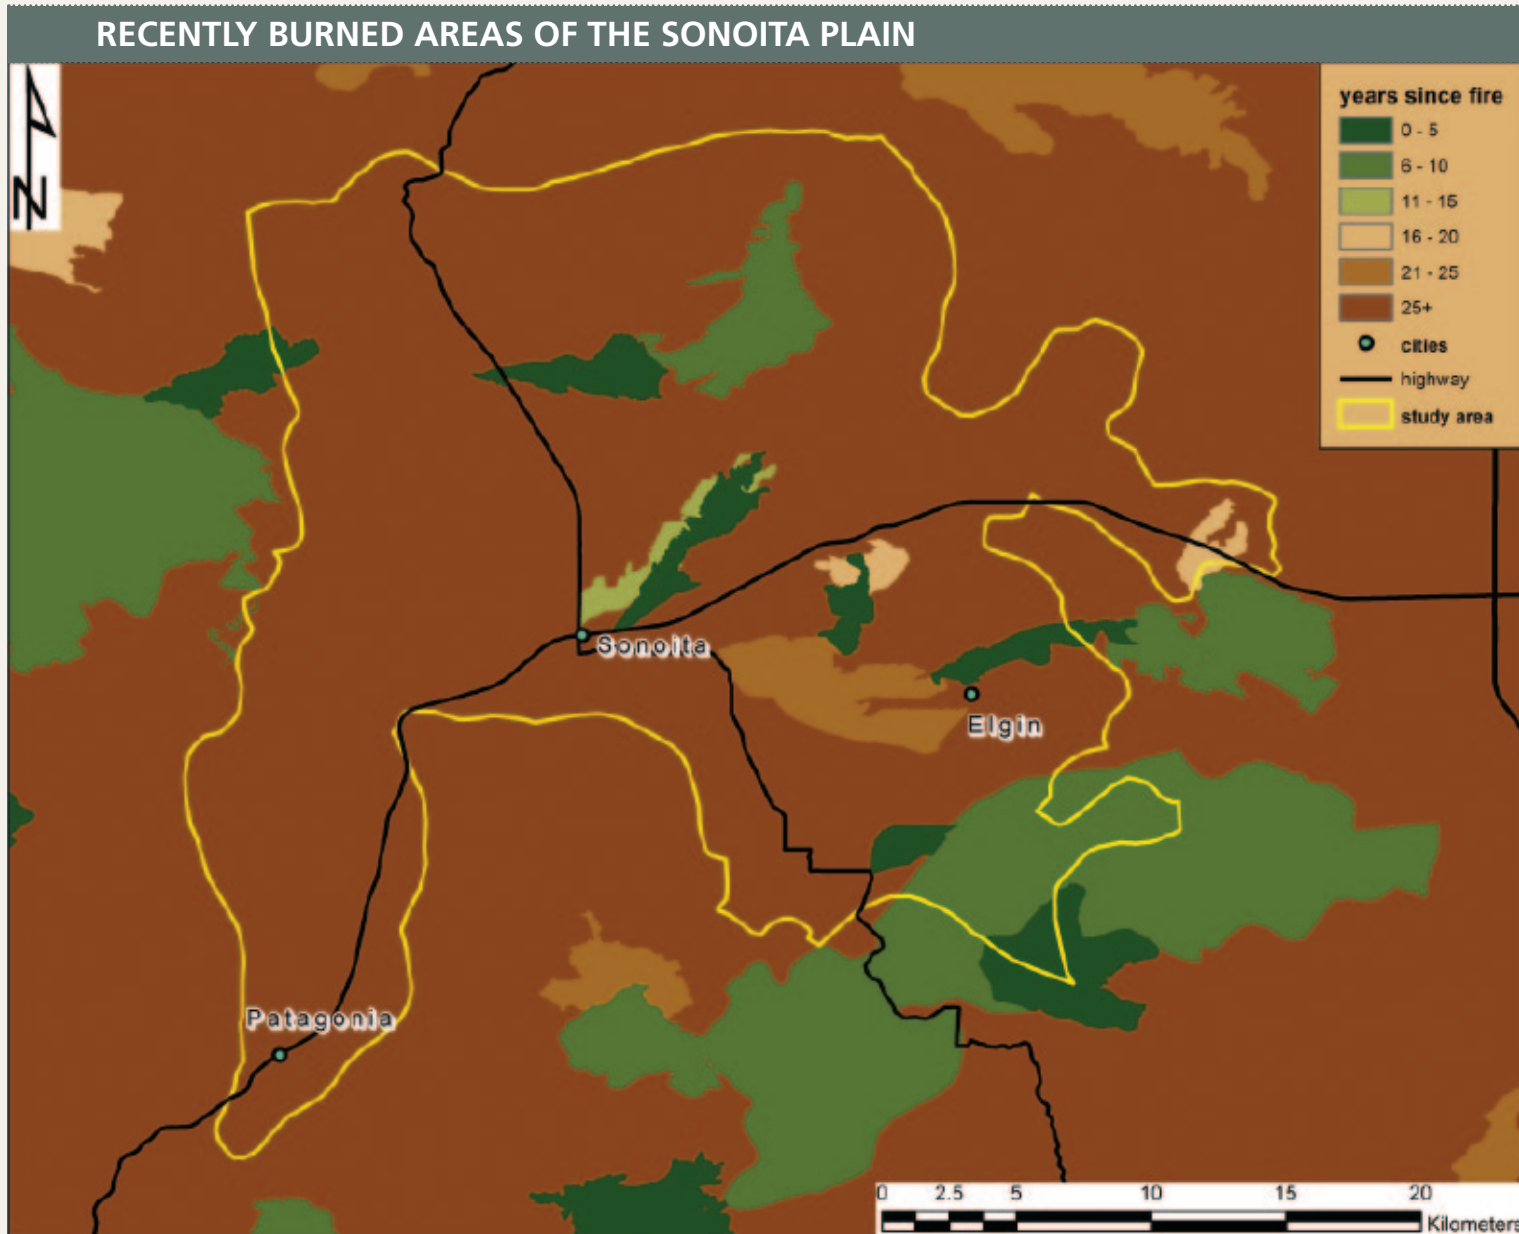 RECENTLY BURNED AREAS OF THE SONOITA PLAIN
N
years since fire
0 - 5
6 - 10
11 - 15
16 - 20
21 - 25
25+
cities
highway
study area
Sonoita
Elgin
Patagonia
0 2.5 5 10 15 20
Kilometers